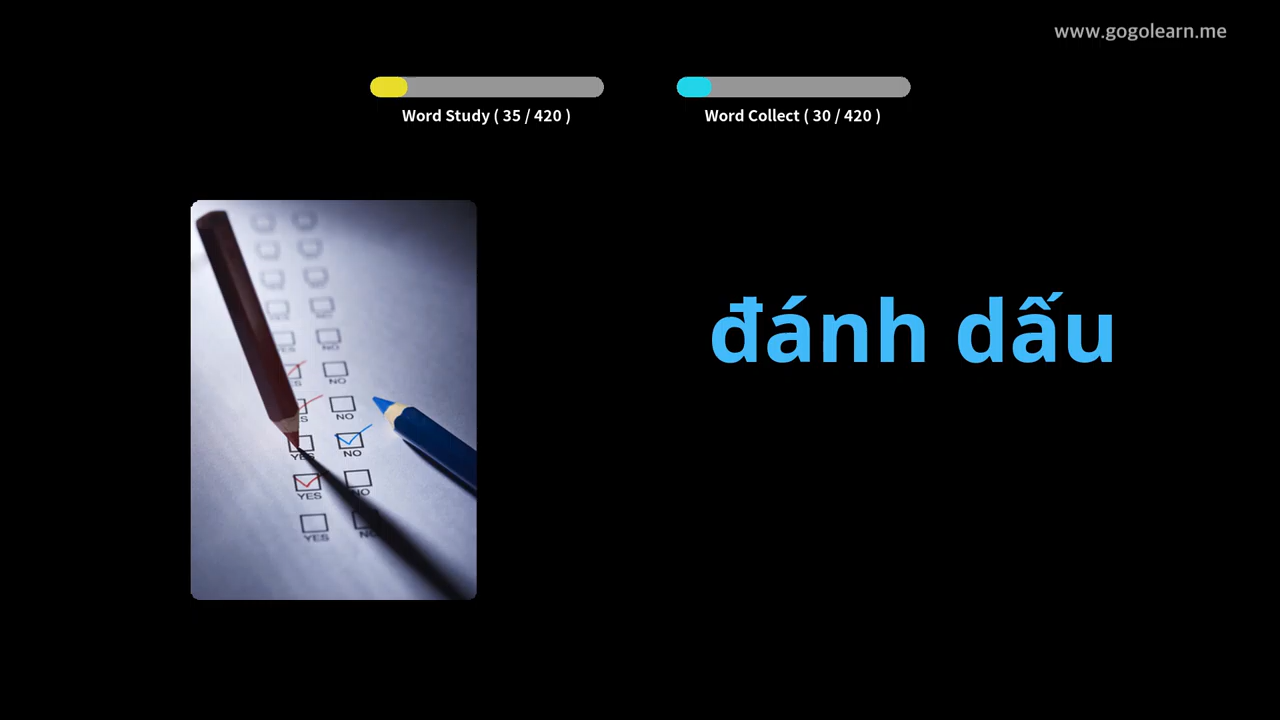 www.gogolearn.me
Word Study ( 35 / 420 )
Word Collect ( 30 / 420 )
đánh dấu
NO
NO
NO
YES
NO
YES
NO
YES